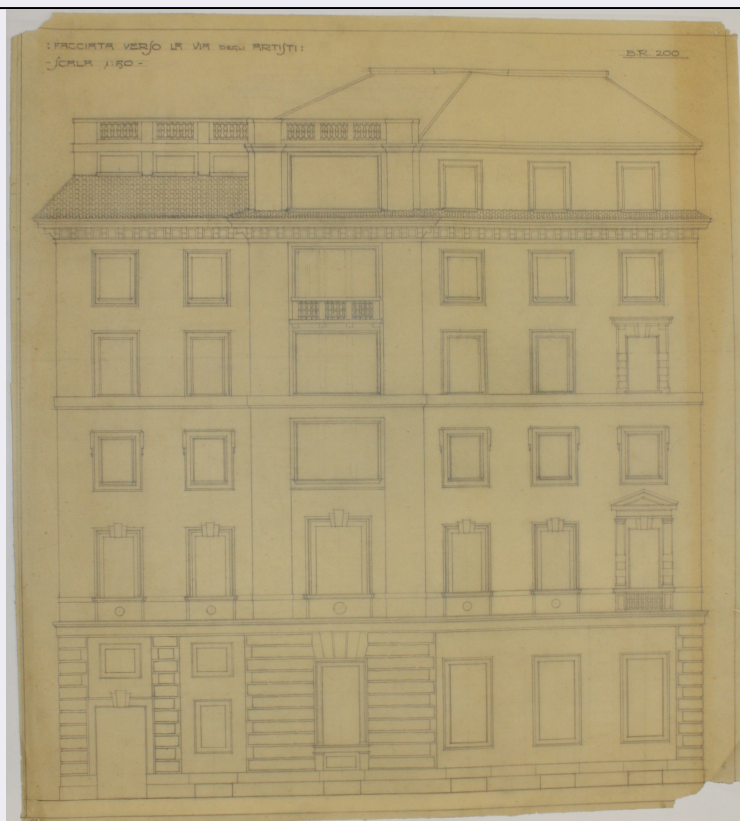 : FACCIATA VERSO LA VIA DEGLI ARTISTI :
- SCALA 1:50 -
B.R. 200